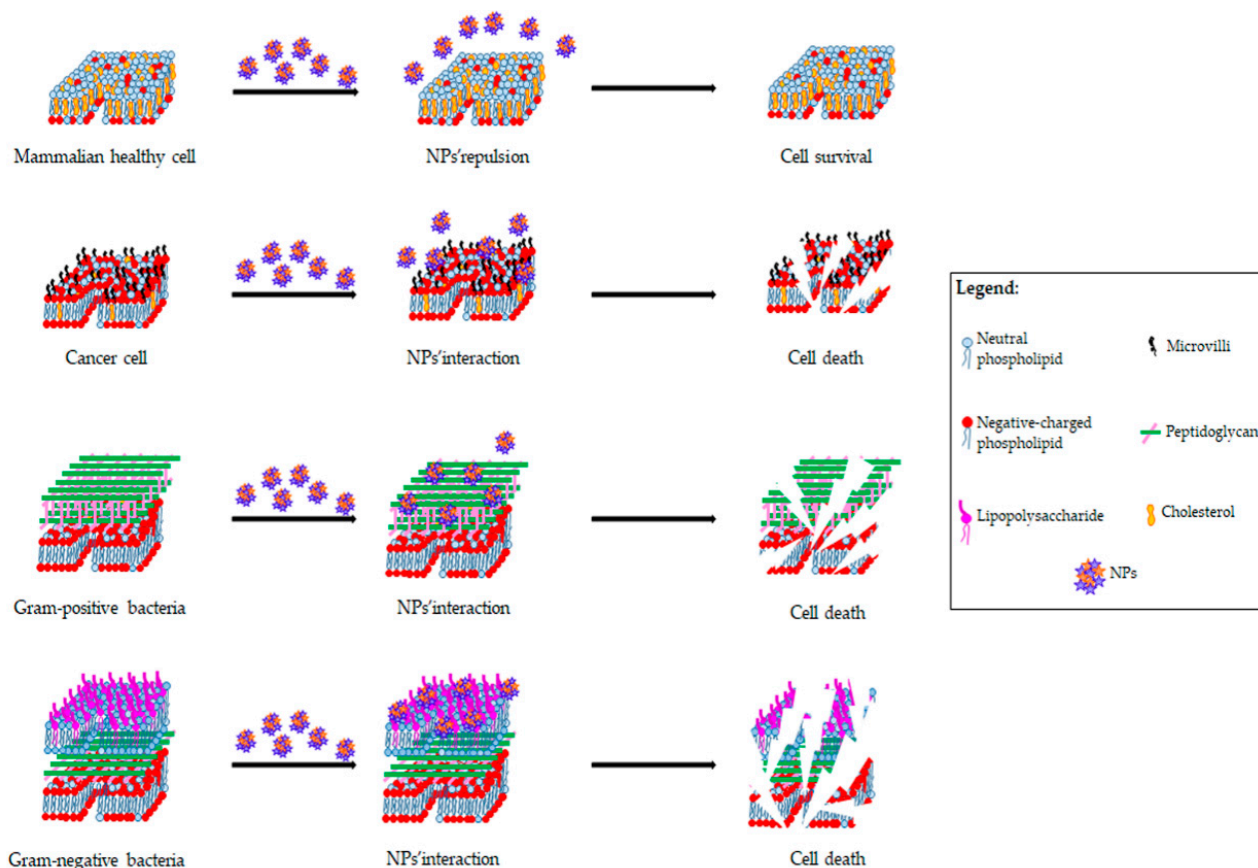 Mammalian healthy cell
NPs'repulsion
Cell survival
Cancer cell
NPs'interaction
Cell death
Gram-positive bacteria
NPs'interaction
Cell death
Gram-negative bacteria
NPs'interaction
Cell death
Legend:
Neutral
phospholipid
Microvilli
Negative-charged
phospholipid
Peptidoglycan
Lipopolysaccharide
Cholesterol
NPs